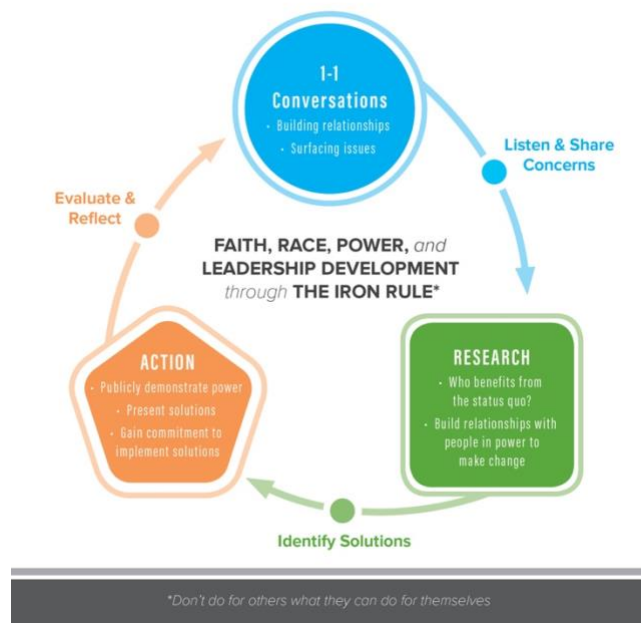 1-1
Conversations
• Building relationships
• Surfacing issues
Listen & Share
Concerns
Evaluate &
Reflect
FAITH, RACE, POWER, and
LEADERSHIP DEVELOPMENT
through THE IRON RULE*
RESEARCH
• Who benefits from
the status quo?
• Build relationships with
people in power to
make change
ACTION
• Publicly demonstrate power
• Present solutions
• Gain commitment to
implement solutions
Identify Solutions
*Don't do for others what they can do for themselves